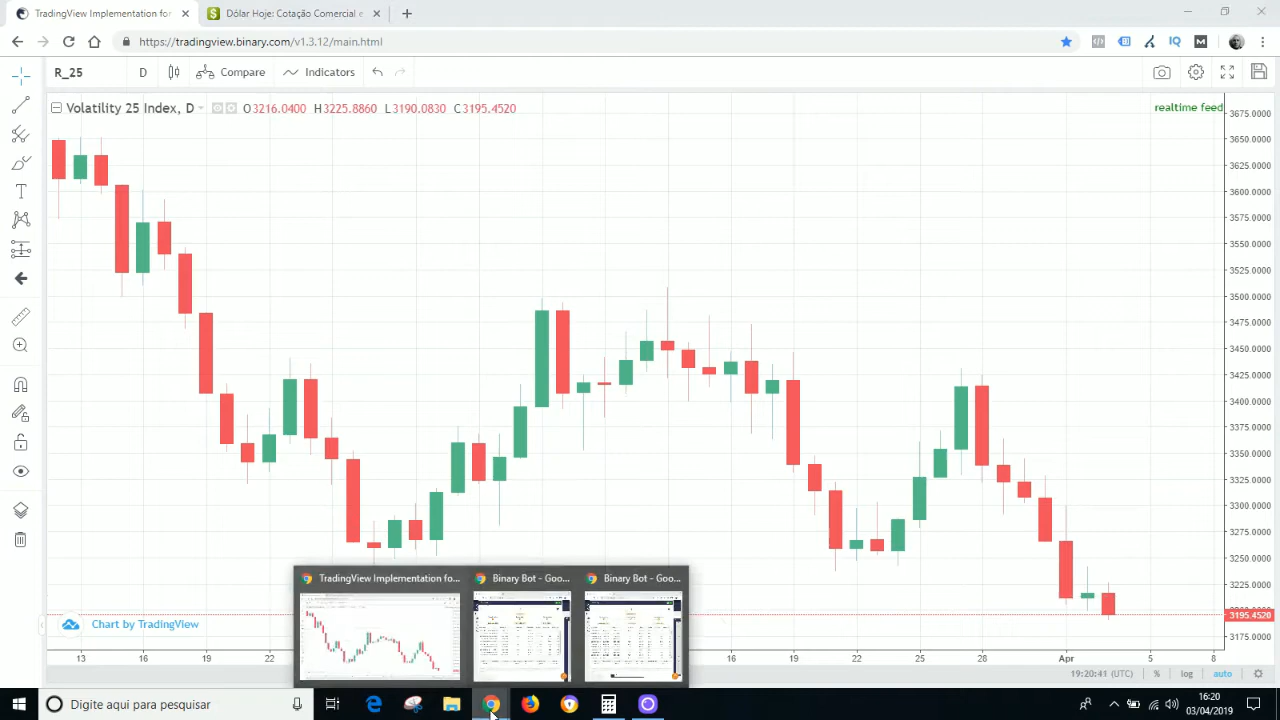 TradingView Implementation for
Dólar Hoje: Cotação Comercial e
https://tradingview.binary.com/v1.3.12/main.html
IQ
R_25
D
Compare
Indicators
Volatility 25 Index, D
O3216.0400 H3225.8860 L3190.0830 C3195.4520
realtime feed
3675.0000
3650.0000
3625.0000
3600.0000
3575.0000
3550.0000
3525.0000
3500.0000
3475.0000
3450.0000
3425.0000
3400.0000
3375.0000
3350.0000
3325.0000
3300.0000
3275.0000
3250.0000
3225.0000
3195.4520
3175.0000
TradingView Implementation fo...
Binary Bot - Goo...
Binary Bot - Goo...
Chart by TradingView
13 16 19 22 16 19 22 25 28 Apr 5 8
19:20:41 (UTC) % log auto
Digite aqui para pesquisar
16:20
03/04/2019